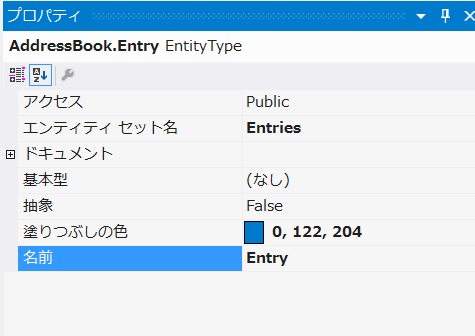 プロパティ
AddressBook.Entry EntityType
アクセス Public
エンティティ セット名 Entries
ドキュメント
基本型 (なし)
抽象 False
塗りつぶしの色 0, 122, 204
名前 Entry